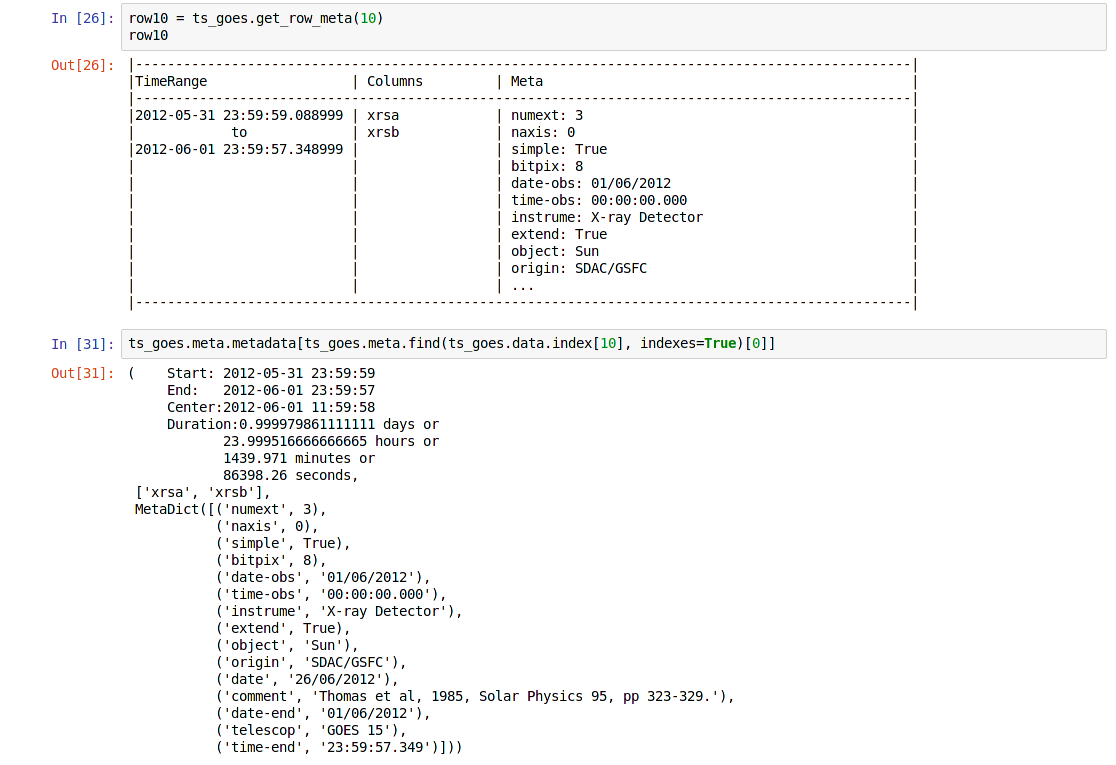 In [26]: row10 = ts_goes.get_row_meta(10)
row10
Out[26]: |-------------------------------------------------------------------------------------------------|
|TimeRange                  | Columns         | Meta                                              |
|-------------------------------------------------------------------------------------------------|
|2012-05-31 23:59:59.088999 | xrsa            | numext: 3                                         |
|            to             | xrsb            | naxis: 0                                          |
|2012-06-01 23:59:57.348999 |                 | simple: True                                      |
|                           |                 | bitpix: 8                                         |
|                           |                 | date-obs: 01/06/2012                              |
|                           |                 | time-obs: 00:00:00.000                            |
|                           |                 | instrume: X-ray Detector                          |
|                           |                 | extend: True                                      |
|                           |                 | object: Sun                                       |
|                           |                 | origin: SDAC/GSFC                                 |
|                           |                 | ...                                               |
|-------------------------------------------------------------------------------------------------|
In [31]: ts_goes.meta.metadata[ts_goes.meta.find(ts_goes.data.index[10], indexes=True)[0]]
Out[31]: (    Start: 2012-05-31 23:59:59
     End:   2012-06-01 23:59:57
     Center:2012-06-01 11:59:58
     Duration:0.999979861111111 days or
            23.999516666666665 hours or
            1439.971 minutes or
            86398.26 seconds,
 ['xrsa', 'xrsb'],
 MetaDict([('numext', 3),
           ('naxis', 0),
           ('simple', True),
           ('bitpix', 8),
           ('date-obs', '01/06/2012'),
           ('time-obs', '00:00:00.000'),
           ('instrume', 'X-ray Detector'),
           ('extend', True),
           ('object', 'Sun'),
           ('origin', 'SDAC/GSFC'),
           ('date', '26/06/2012'),
           ('comment', 'Thomas et al, 1985, Solar Physics 95, pp 323-329.'),
           ('date-end', '01/06/2012'),
           ('telescop', 'GOES 15'),
           ('time-end', '23:59:57.349')]))